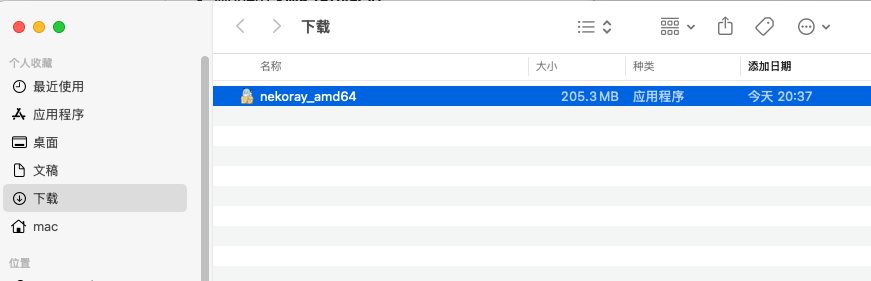 下载
个人收藏
最近使用
应用程序
桌面
文稿
下载
mac
位置
名称 大小 种类 添加日期
nekoray_amd64 205.3 MB 应用程序 今天 20:37